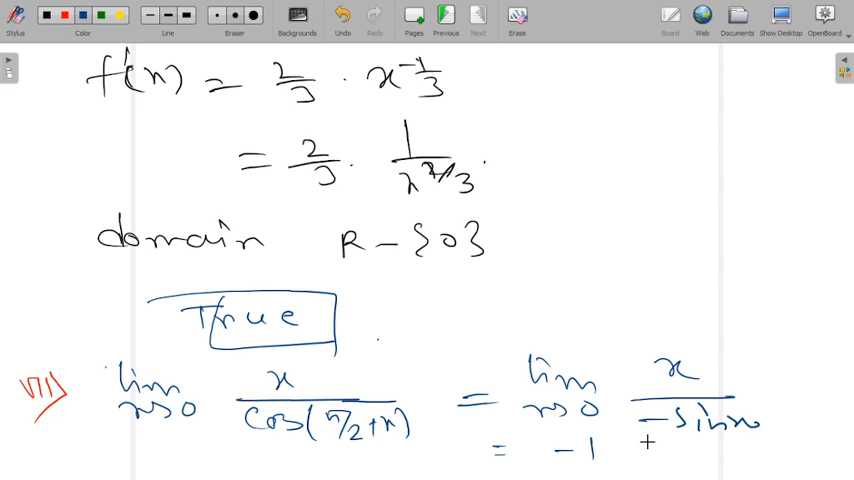 Stylus Color Line Eraser Backgrounds Undo Redo Pages Previous Next Erase Board Web Documents Show Desktop OpenBoard
f'(x) = 2/3 · x^-1/3
= 2/3 · 1/x^1/3 .
domain R - {0}
True
VII) lim x→0 x / cos(π/2 + x) = lim x→0 x / -sinx
= -1